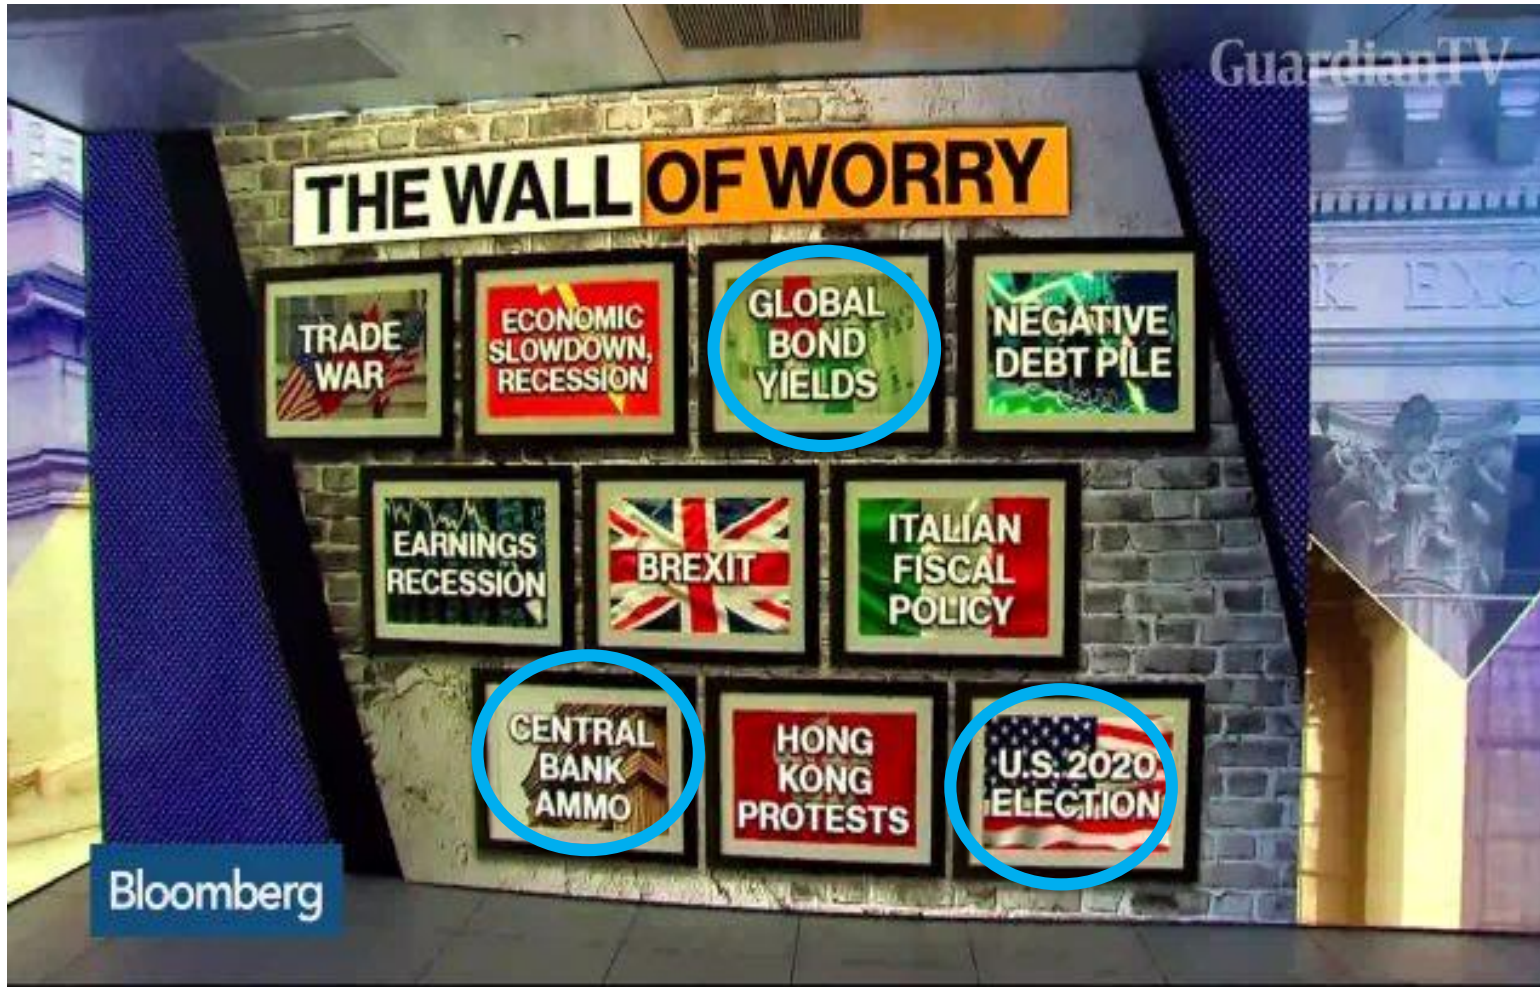 GuardianTV
THE WALL OF WORRY
TRADE
WAR
ECONOMIC
SLOWDOWN,
RECESSION
GLOBAL
BOND
YIELDS
NEGATIVE
DEBT PILE
K EXC
EARNINGS
RECESSION
BREXIT
ITALIAN
FISCAL
POLICY
CENTRAL
BANK
AMMO
HONG
KONG
PROTESTS
U.S. 2020
ELECTION
Bloomberg